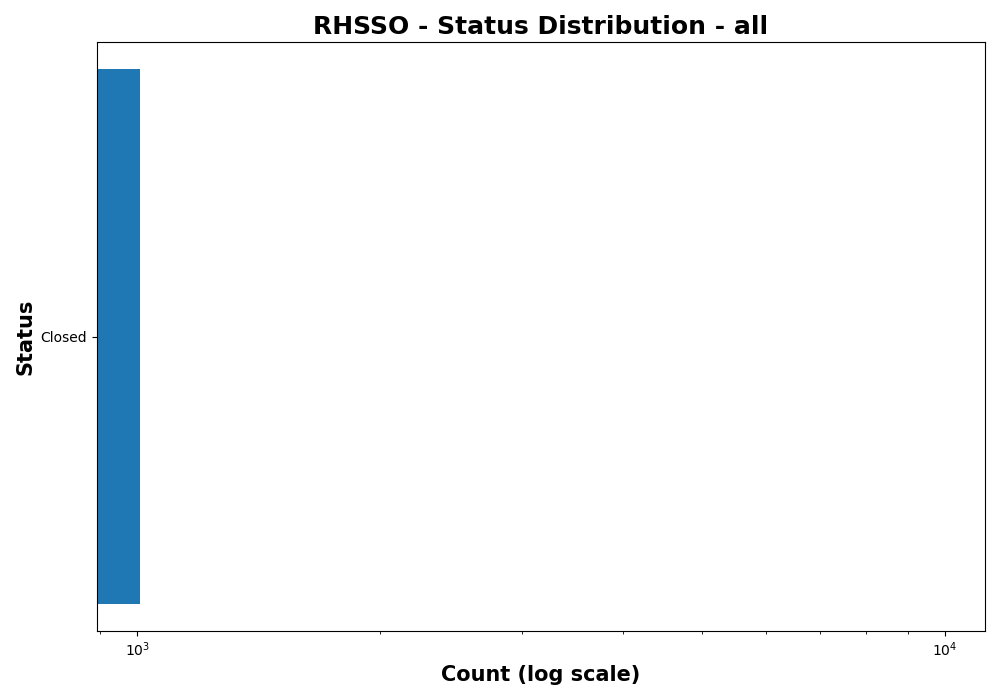 RHSSO - Status Distribution - all
Status
Closed
10³ 10⁴
Count (log scale)